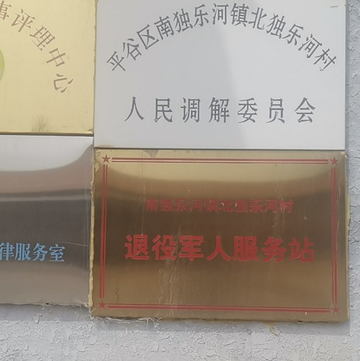 事评理中心
平谷区南独乐河镇北独乐河村
人民调解委员会
律服务室
南独乐河镇北独乐河村
退役军人服务站